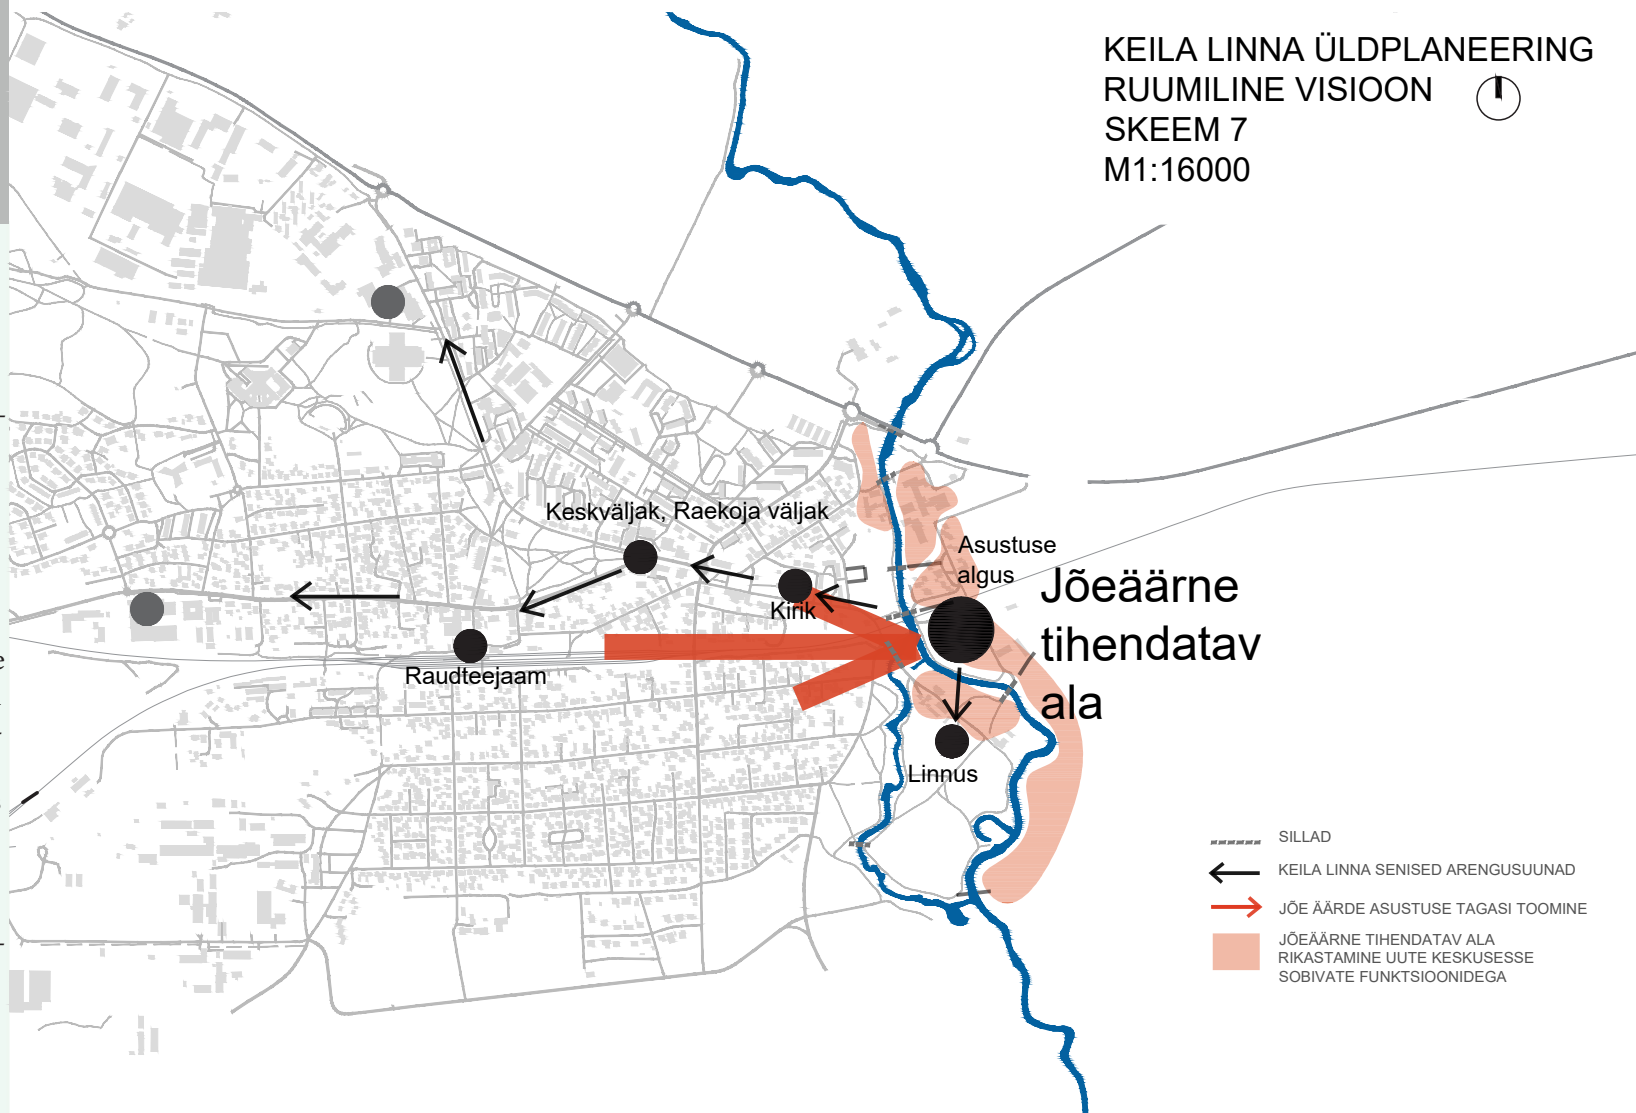 KEILA LINNA ÜLDPLANEERING
RUUMILINE VISIOON
SKEEM 7
M1:16000
Keskväljak, Raekoja väljak
Asustuse
algus
Jõeäärne
tihendatav
ala
Kirik
Raudteejaam
Linnus
SILLAD
KEILA LINNA SENISED ARENGUSUUNAD
JÕE ÄÄRDE ASUSTUSE TAGASI TOOMINE
JÕEÄÄRNE TIHENDATAV ALA
RIKASTAMINE UUTE KESKUSESSE
SOBIVATE FUNKTSIOONIDEGA